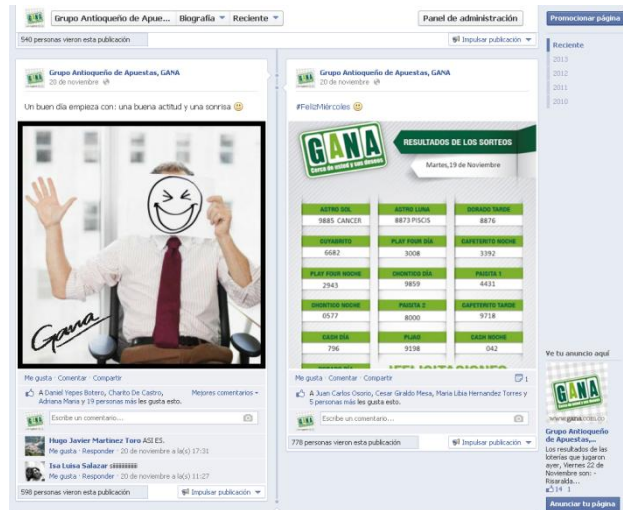 Grupo Antioqueño de Apue... Biografía Reciente
Panel de administración
Promocionar página
540 personas vieron esta publicación
Impulsar publicación
Reciente
2013
2012
2011
2010
Grupo Antioqueño de Apuestas, GANA
20 de noviembre
Un buen día empieza con: una buena actitud y una sonrisa
Gana
Me gusta · Comentar · Compartir
A Daniel Yepes Botero, Charito De Castro,
Adriana Maria y 19 personas más les gusta esto.
Mejores comentarios
Escribe un comentario...
Hugo Javier Martinez Toro ASI ES.
Me gusta · Responder · 20 de noviembre a la(s) 17:31
Isa Luisa Salazar siiiiiiiiii
Me gusta · Responder · 20 de noviembre a la(s) 11:27
598 personas vieron esta publicación
Impulsar publicación
Grupo Antioqueño de Apuestas, GANA
20 de noviembre
#FelizMiércoles
GANA
Cerca de usted y sus deseos
RESULTADOS DE LOS SORTEOS
Martes,19 de Noviembre
ASTRO SOL ASTRO LUNA DORADO TARDE
9885 CANCER 8873 PISCIS 8876
CUYABRITO PLAY FOUR DÍA CAFETERITO NOCHE
6682 3008 3392
PLAY FOUR NOCHE CHONTICO DÍA PAISITA 1
2943 9859 4431
CHONTICO NOCHE PAISITA 2 CAFETERITO TARDE
0577 8000 9718
CASH DÍA PIJAO CASH NOCHE
796 9198 042
DORADO DÍA
¡FELICITACIONES
Me gusta · Comentar · Compartir
1
A Juan Carlos Osorio, Cesar Giraldo Mesa, Maria Libia Hernandez Torres y
5 personas más les gusta esto.
Escribe un comentario...
778 personas vieron esta publicación
Impulsar publicación
Ve tu anuncio aquí
GANA
www.gana.com.co
Grupo Antioqueño
de Apuestas,...
Los resultados de las
loterías que jugaron
ayer, Viernes 22 de
Noviembre son: -
Risaralda...
14 1
Anunciar tu página